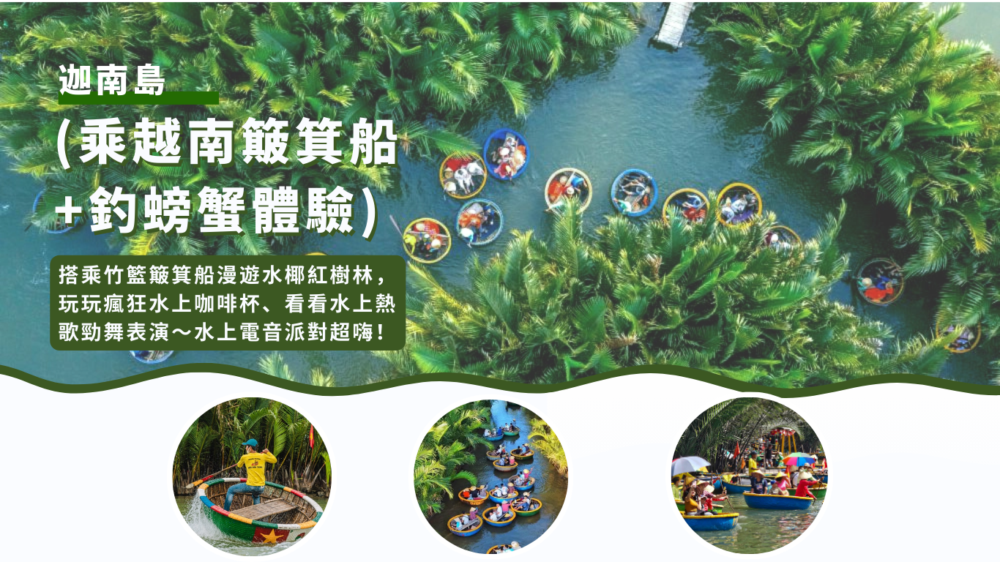 迦南島
(乘越南簸箕船
+釣螃蟹體驗)
搭乘竹籃簸箕船漫遊水椰紅樹林，
玩玩瘋狂水上咖啡杯、看看水上熱
歌勁舞表演～水上電音派對超嗨！